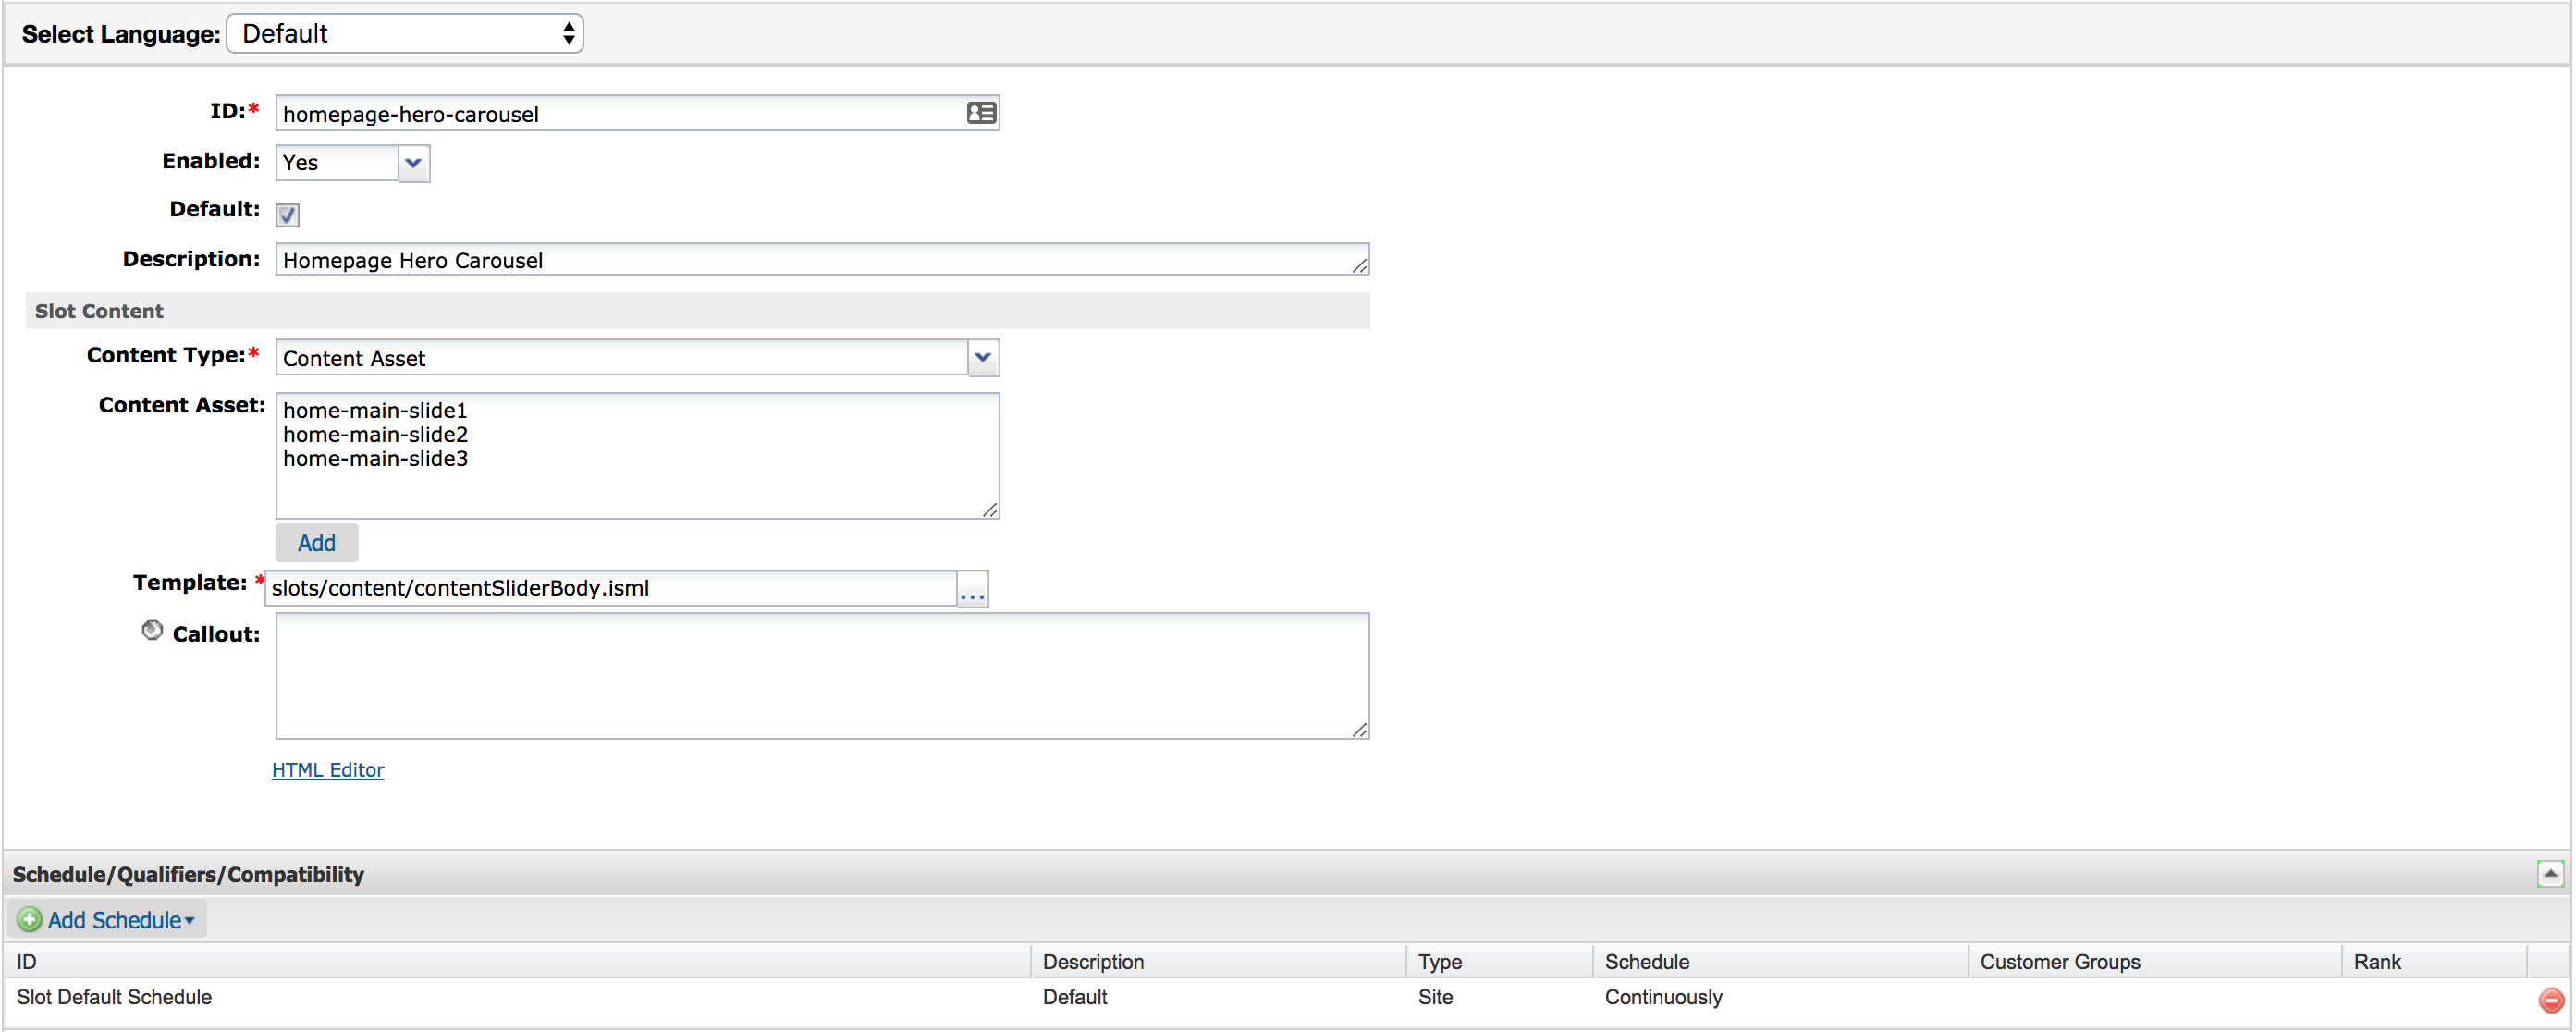 Select Language: Default
ID:* homepage-hero-carousel
Enabled: Yes
Default:
Description: Homepage Hero Carousel
Slot Content
Content Type:* Content Asset
Content Asset: home-main-slide1
home-main-slide2
home-main-slide3
Add
Template: * slots/content/contentSliderBody.isml ...
Callout:
HTML Editor
Schedule/Qualifiers/Compatibility
Add Schedule
ID Description Type Schedule Customer Groups Rank
Slot Default Schedule Default Site Continuously